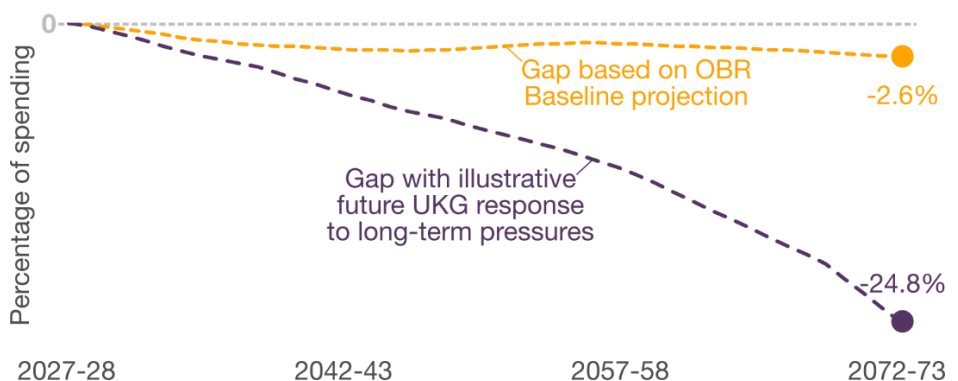 0
Percentage of spending
Gap based on OBR
Baseline projection
-2.6%
Gap with illustrative
future UKG response
to long-term pressures
-24.8%
2027-28
2042-43
2057-58
2072-73